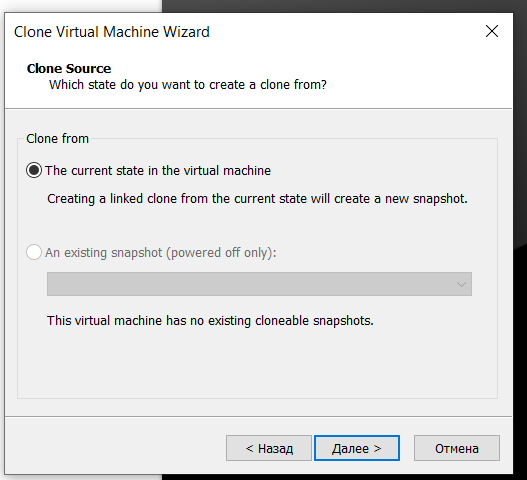 Clone Virtual Machine Wizard
Clone Source
Which state do you want to create a clone from?
Clone from
The current state in the virtual machine
Creating a linked clone from the current state will create a new snapshot.
An existing snapshot (powered off only):
This virtual machine has no existing cloneable snapshots.
< Назад Далее > Отмена